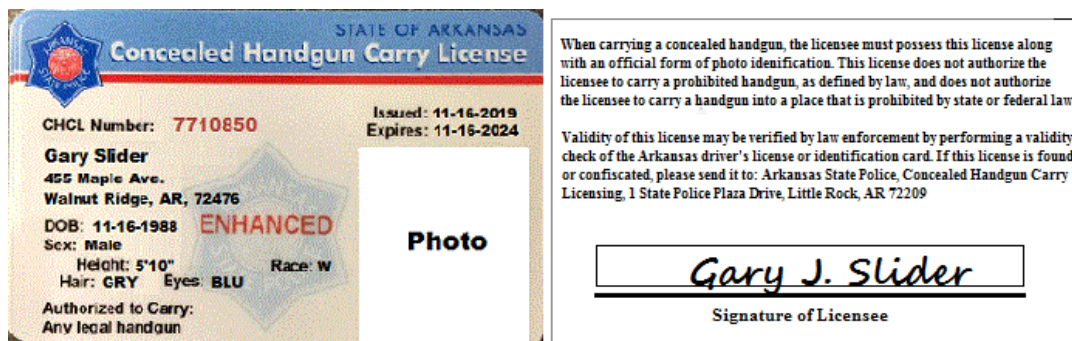 STATE OF ARKANSAS
Concealed Handgun Carry License
ARKANSAS
STATE POLICE
CHCL Number: 7710850
Issued: 11-16-2019
Expires: 11-16-2024
Gary Slider
455 Maple Ave.
Walnut Ridge, AR, 72476
DOB: 11-16-1988
ENHANCED
Sex: Male
Height: 5'10" Race: W
Hair: GRY Eyes: BLU
Authorized to Carry:
Any legal handgun
Photo
When carrying a concealed handgun, the licensee must possess this license along
with an official form of photo idenification. This license does not authorize the
licensee to carry a prohibited handgun, as defined by law, and does not authorize
the licensee to carry a handgun into a place that is prohibited by state or federal law
Validity of this license may be verified by law enforcement by performing a validity
check of the Arkansas driver's license or identification card. If this license is found
or confiscated, please send it to: Arkansas State Police, Concealed Handgun Carry
Licensing, 1 State Police Plaza Drive, Little Rock, AR 72209
Gary J. Slider
Signature of Licensee